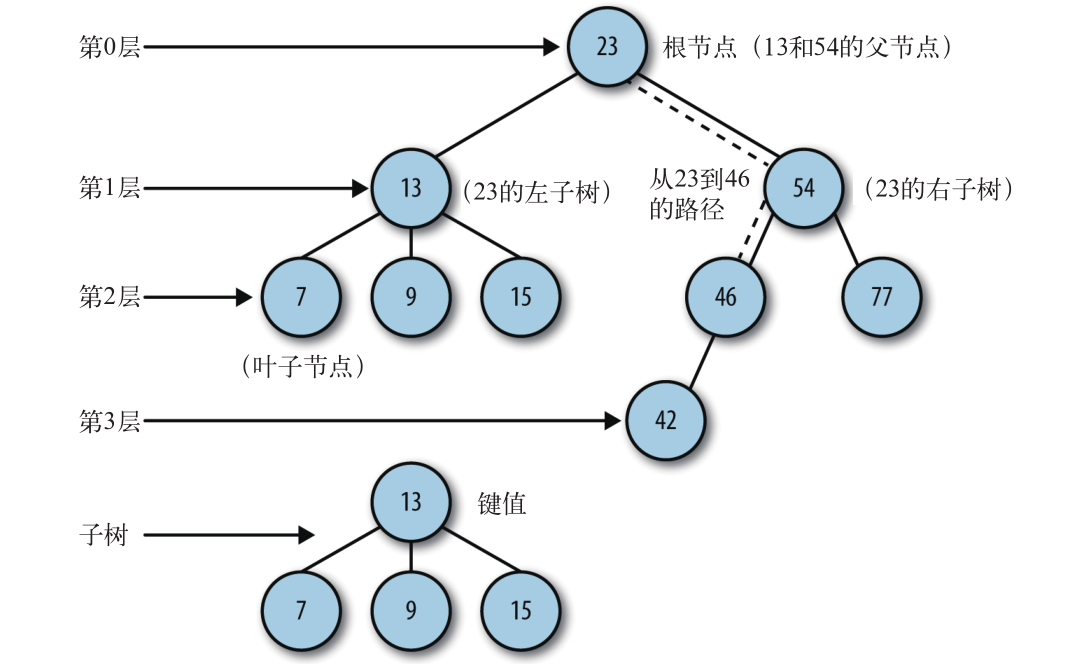 第0层
23
根节点（13和54的父节点）
第1层
13
（23的左子树）
从23到46
的路径
54
（23的右子树）
第2层
7
9
15
46
77
（叶子节点）
第3层
42
13
键值
子树
7
9
15